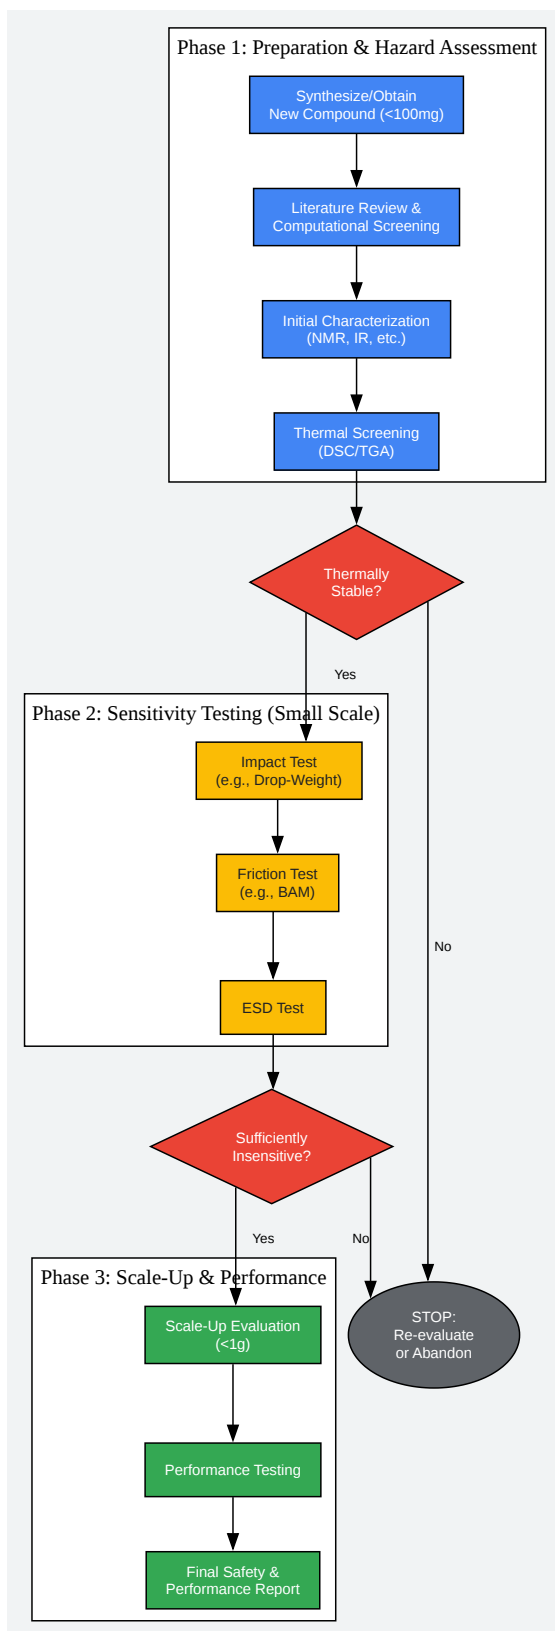 Phase 1: Preparation & Hazard Assessment
Synthesize/Obtain
New Compound (<100mg)
Literature Review &
Computational Screening
Initial Characterization
(NMR, IR, etc.)
Thermal Screening
(DSC/TGA)
Thermally
Stable?
Yes
Phase 2: Sensitivity Testing (Small Scale)
Impact Test
(e.g., Drop-Weight)
Friction Test
(e.g., BAM)
No
ESD Test
Sufficiently
Insensitive?
Yes
No
Phase 3: Scale-Up & Performance
Scale-Up Evaluation
(<1g)
STOP:
Re-evaluate
or Abandon
Performance Testing
Final Safety &
Performance Report